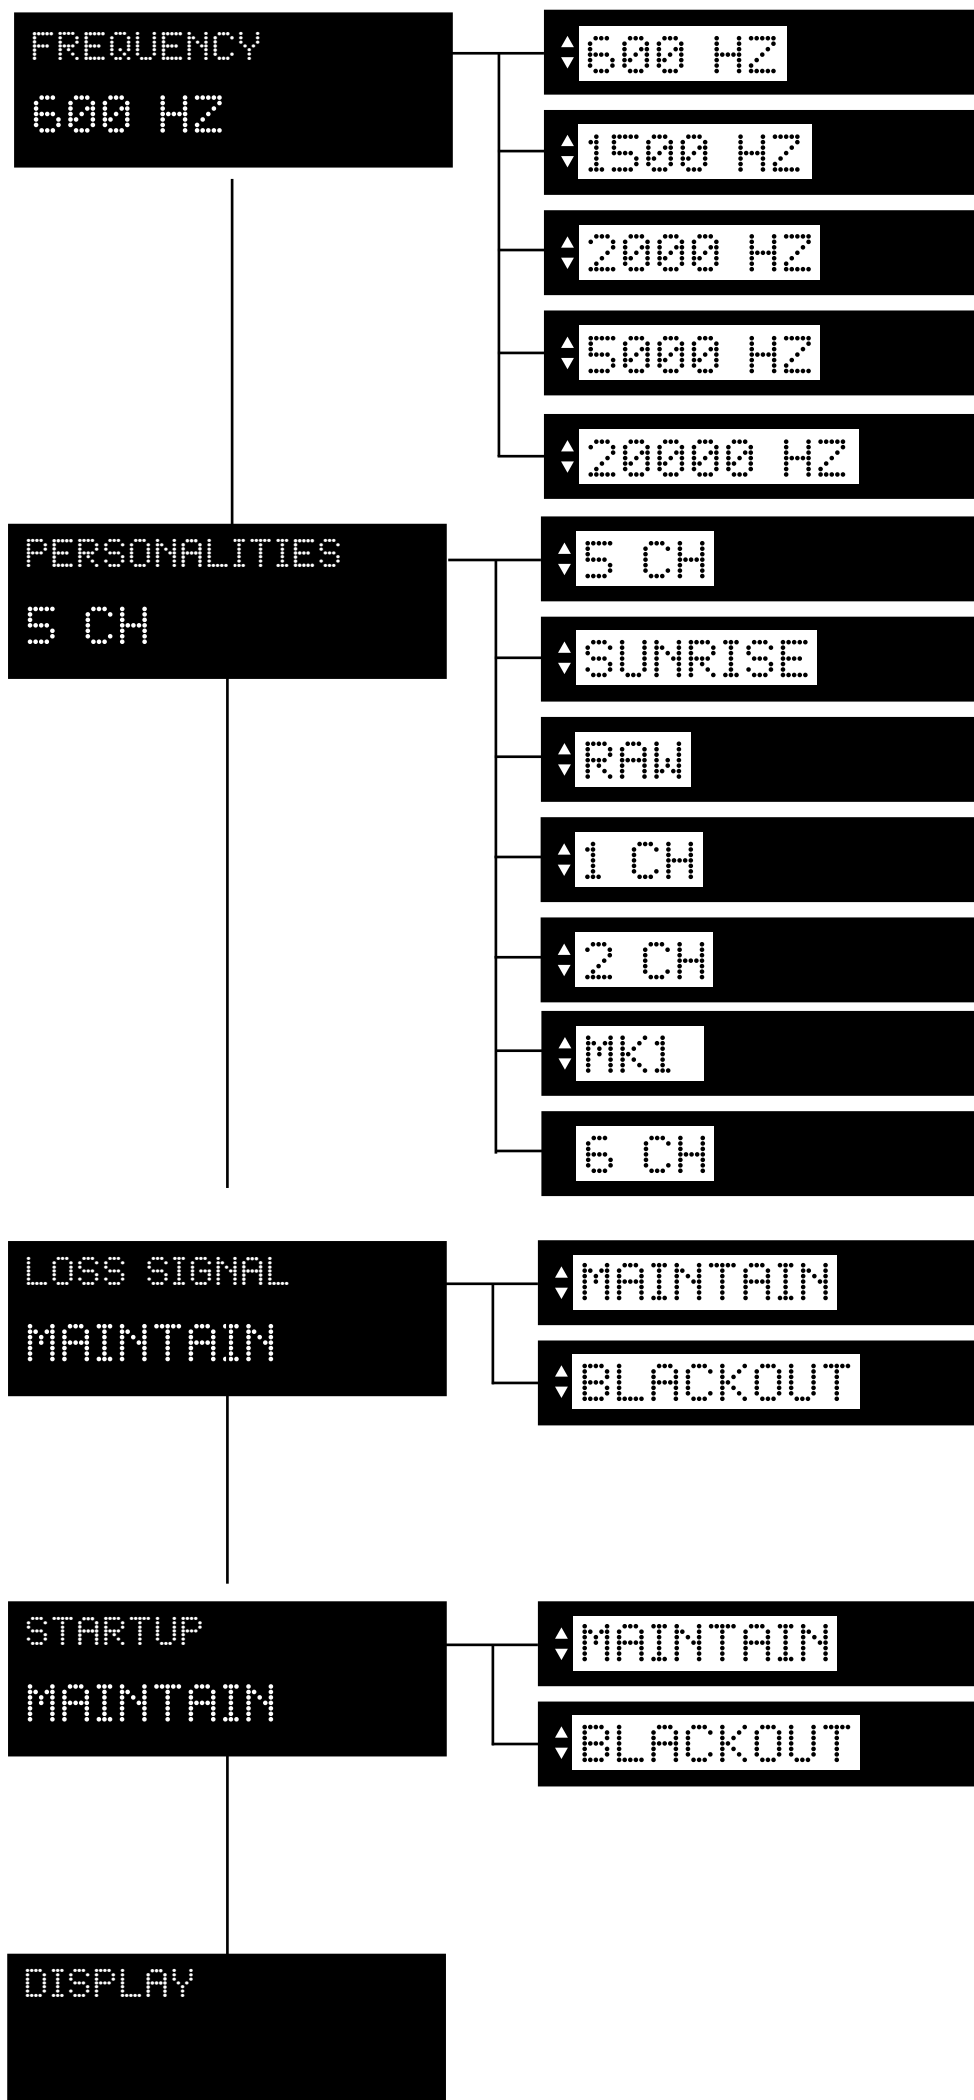 FREQUENCY
600 HZ
600 HZ
1500 HZ
2000 HZ
5000 HZ
20000 HZ
PERSONALITIES
5 CH
5 CH
SUNRISE
RAW
1 CH
2 CH
MK1
6 CH
LOSS SIGNAL
MAINTAIN
MAINTAIN
BLACKOUT
STARTUP
MAINTAIN
MAINTAIN
BLACKOUT
DISPLAY